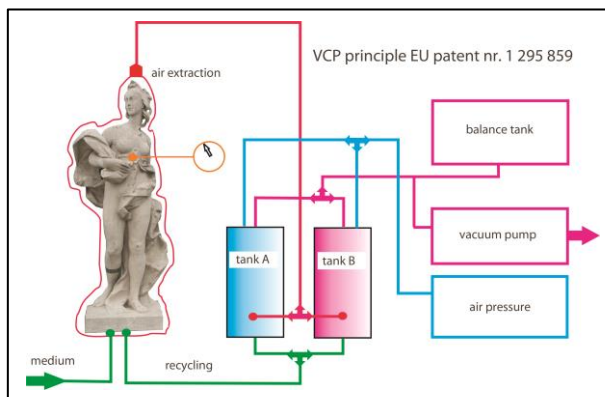 VCP principle EU patent nr. 1 295 859
air extraction
balance tank
tank A
tank B
vacuum pump
air pressure
medium
recycling